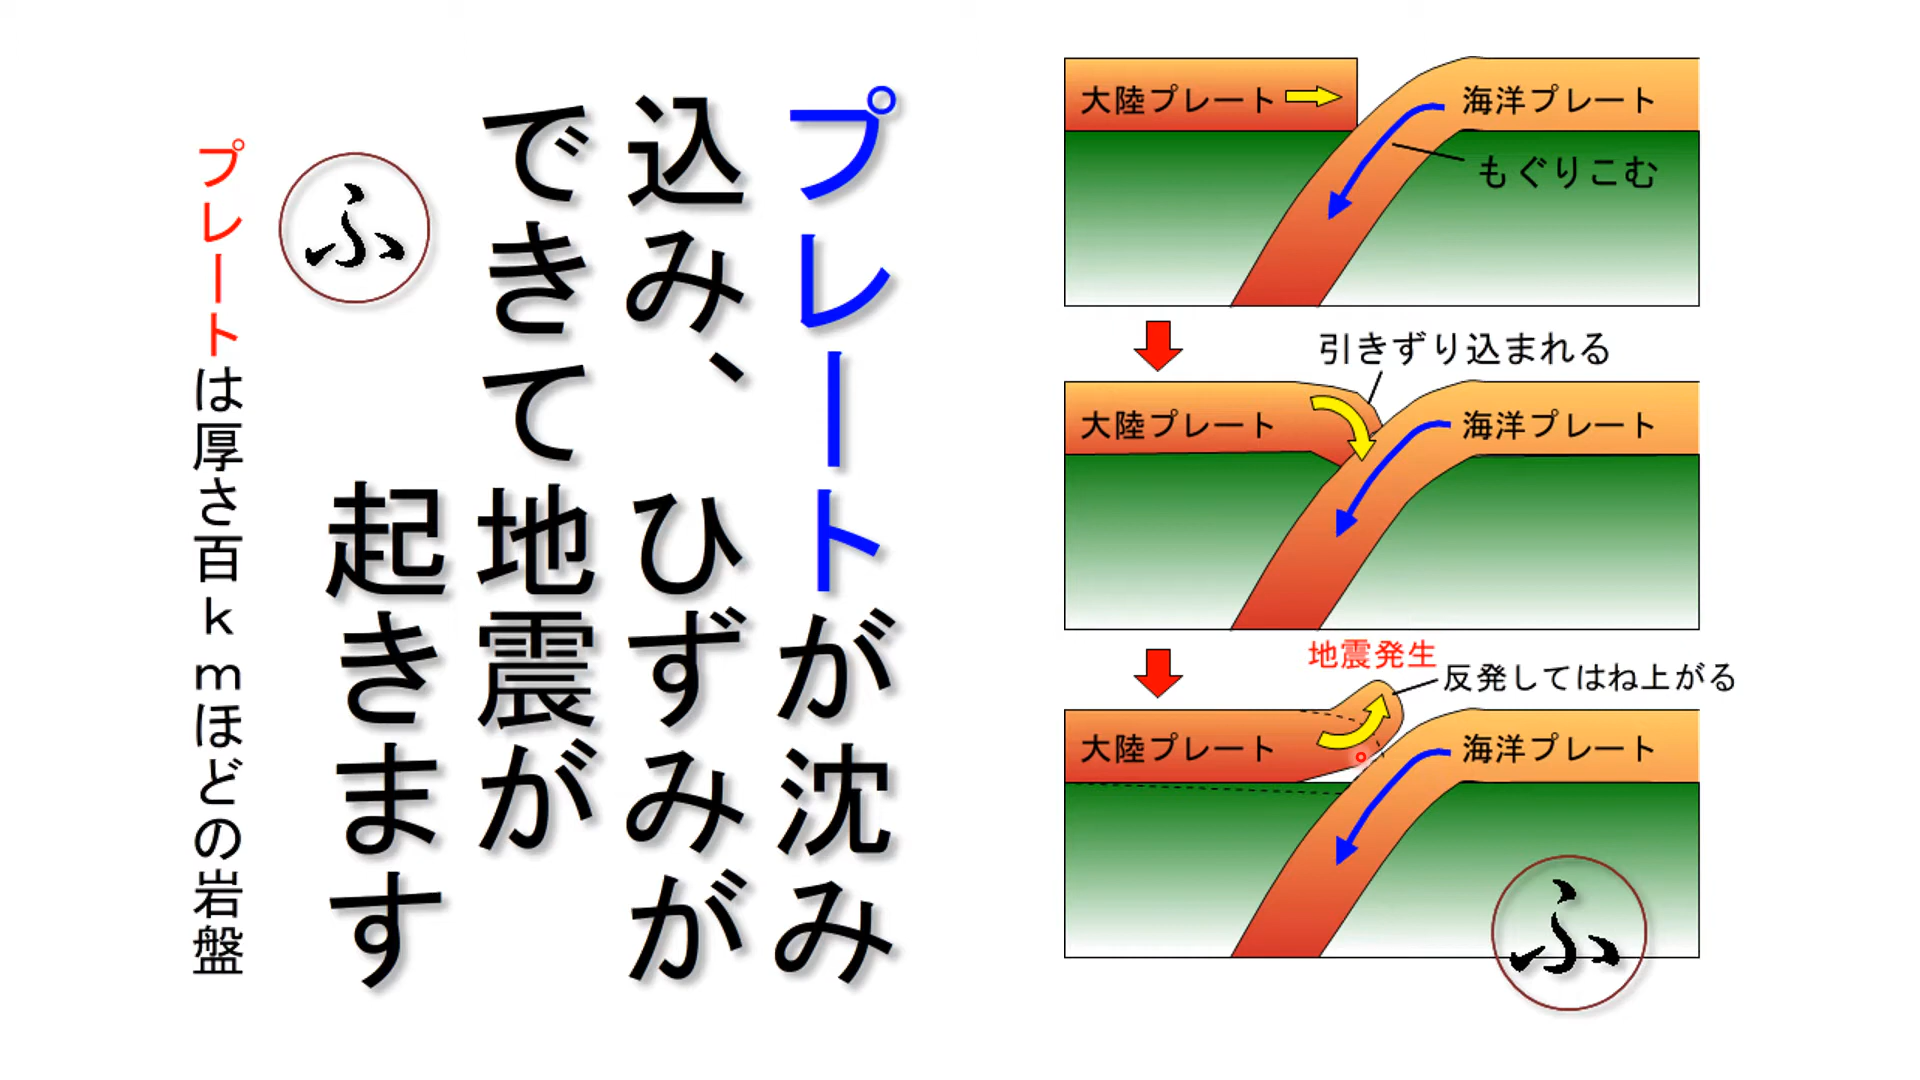 プレートが沈み
込み、ひずみが
できて地震が
起きます
ふ
プレートは厚さ百kmほどの岩盤
大陸プレート
海洋プレート
もぐりこむ
引きずり込まれる
大陸プレート
海洋プレート
地震発生
反発してはね上がる
大陸プレート
海洋プレート
ふ